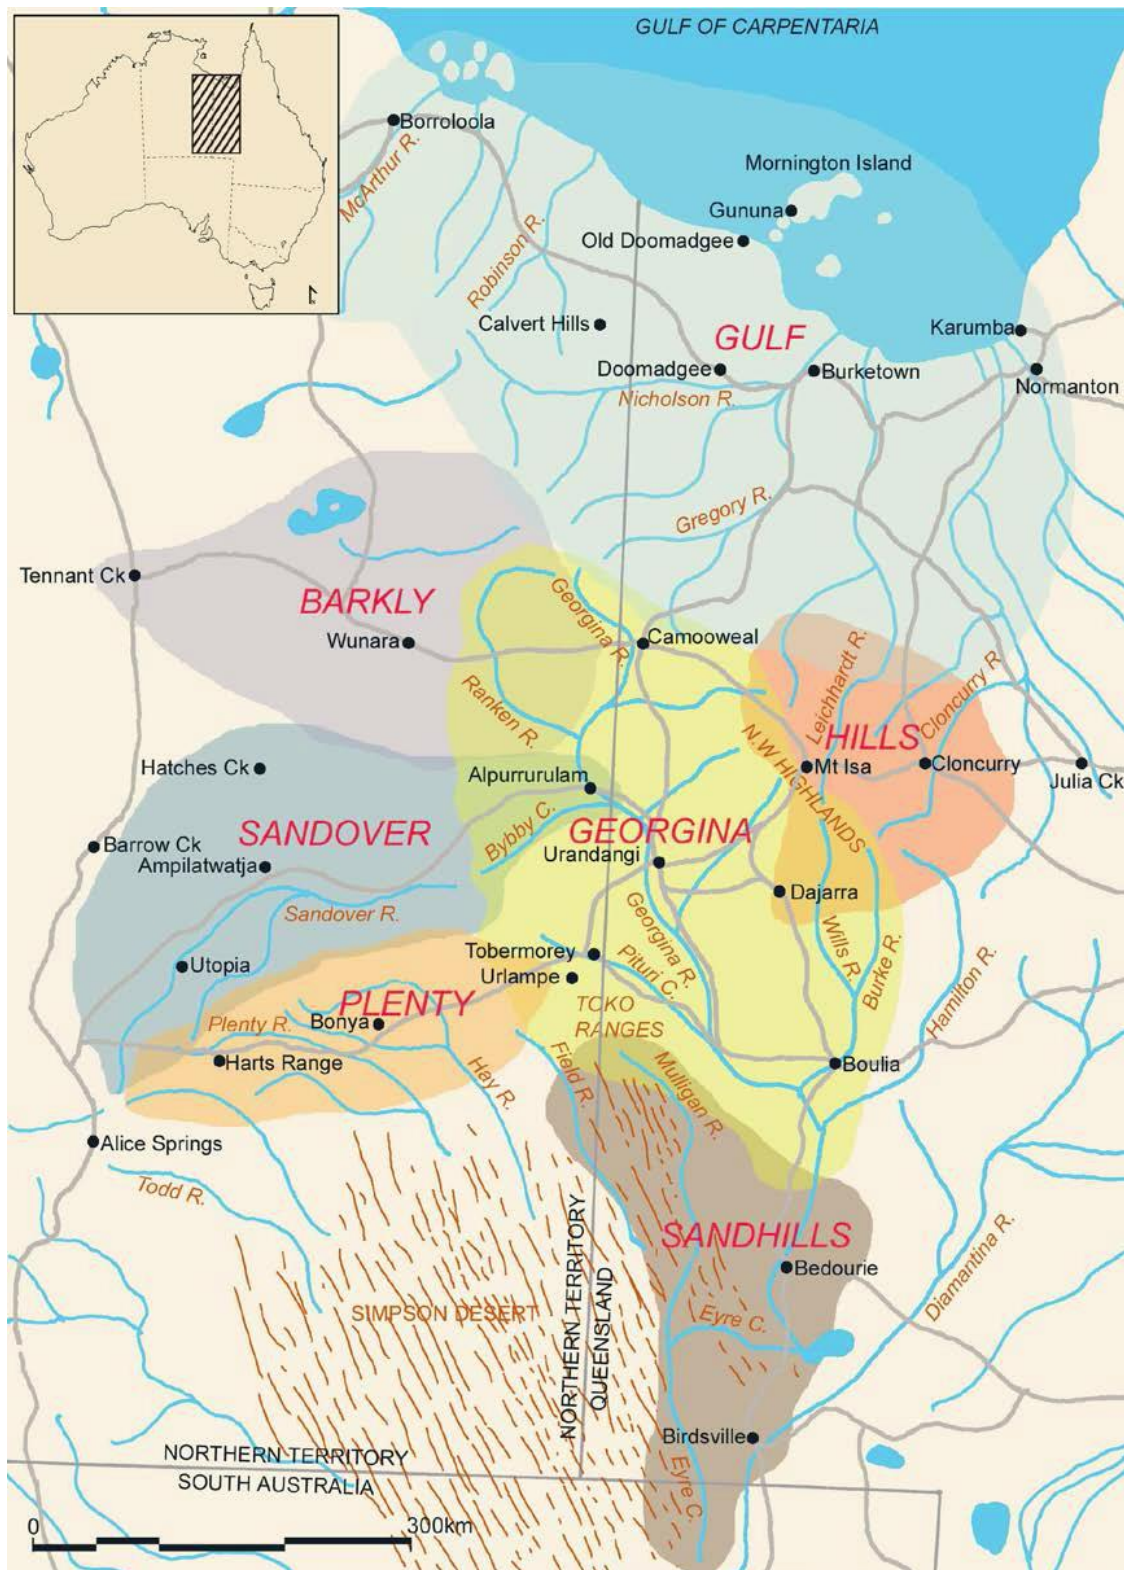 GULF OF CARPENTARIA
Borroloola
McArthur R.
Mornington Island
Gununa
Old Doomadgee
Robinson R.
Calvert Hills
GULF
Karumba
Doomadgee
Burketown
Normanton
Nicholson R.
Gregory R.
Tennant Ck
BARKLY
Georgina R.
Wunara
Camooweal
Ranken R.
Leichhardt R.
Cloncurry R
N.W HIGHLANDS
HILLS
Hatches Ck
Alpurrurulam
Mt Isa
Cloncurry
Julia Ck
SANDOVER
Bybby C.
GEORGINA
Barrow Ck
Ampilatwatja
Urandangi
Dajarra
Sandover R.
Georgina R.
Wills R.
Burke R.
Hamilton R.
Utopia
Tobermorey
Pituri C.
Urlampe
PLENTY
TOKO
RANGES
Plenty R.
Bonya
Harts Range
Hay R.
Field R.
Mulligan R.
Boulia
Alice Springs
Todd R.
SANDHILLS
Bedourie
Diamantina R.
SIMPSON DESERT
NORTHERN TERRITORY
QUEENSLAND
Eyre C.
Birdsville
NORTHERN TERRITORY
SOUTH AUSTRALIA
Eyre C.
0
300km